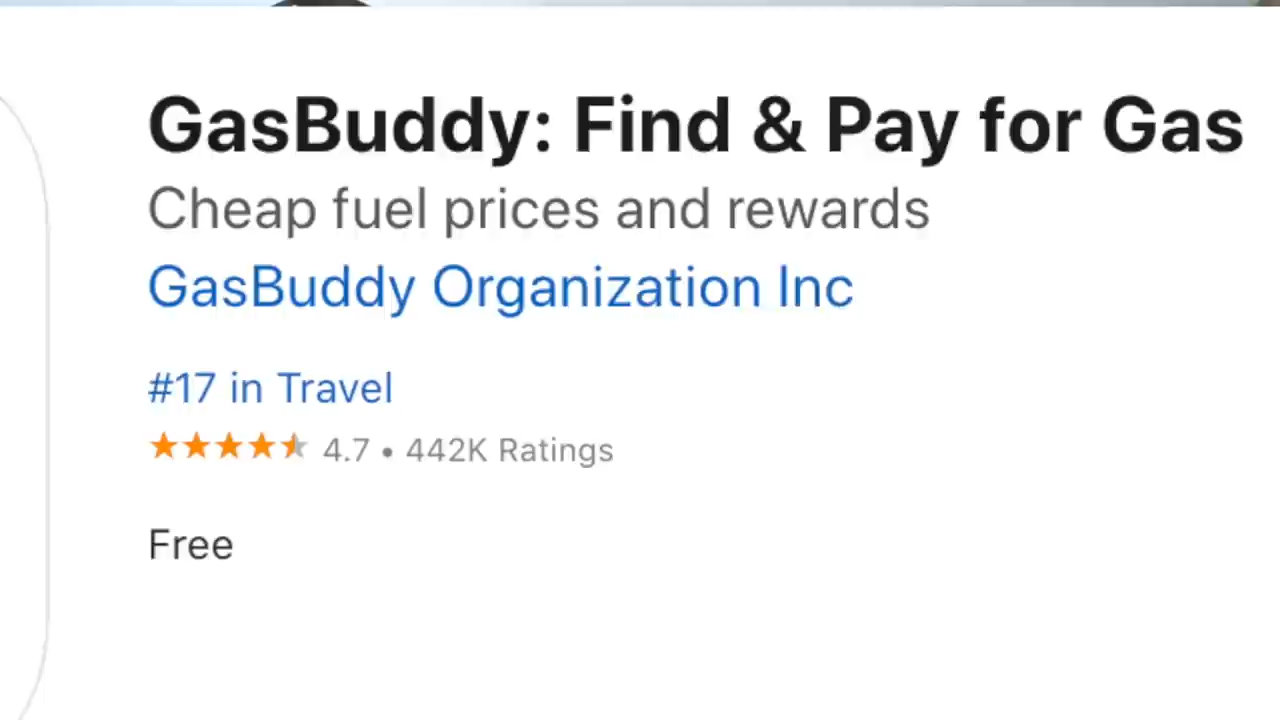 GasBuddy: Find & Pay for Gas
Cheap fuel prices and rewards
GasBuddy Organization Inc
#17 in Travel
4.7 • 442K Ratings
Free